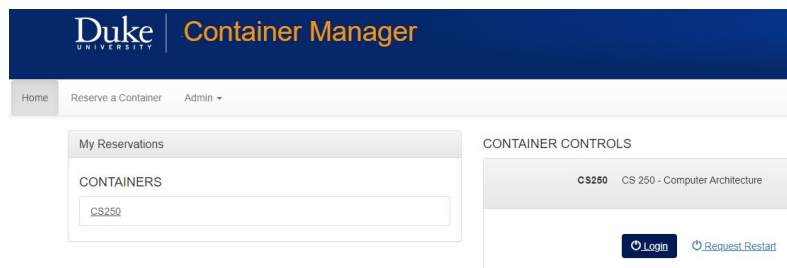 Duke
UNIVERSITY
Container Manager
Home Reserve a Container Admin
My Reservations
CONTAINERS
CS250
CONTAINER CONTROLS
CS250 CS 250 - Computer Architecture
Login Request Restart